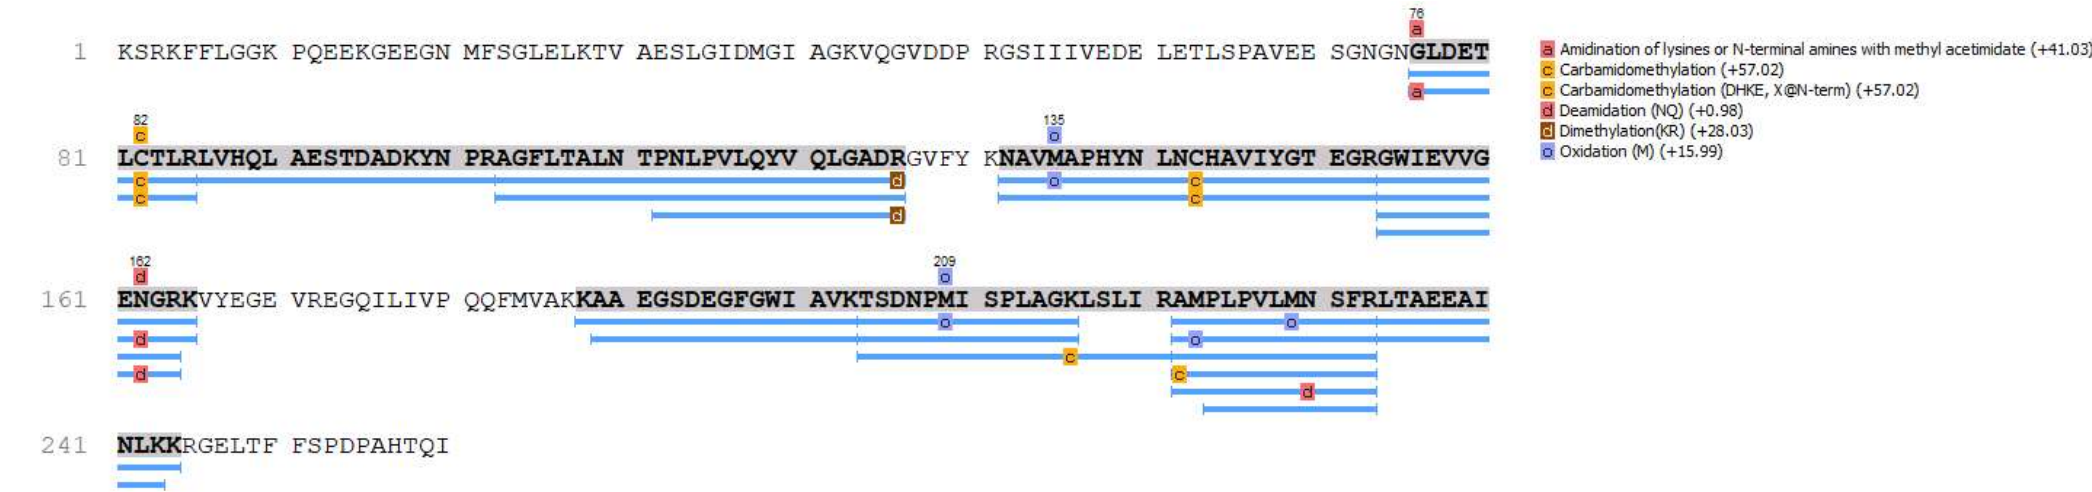 76
a
1 KSRKFFLGGK PQEEKGEEGN MFSGLELKTV AESLGIDMGI AGKVQGVDDP RGSIIIVEDE LETLSPAVEE SGNGNGLDET
a
a Amidination of lysines or N-terminal amines with methyl acetimidate (+41.03)
c Carbamidomethylation (+57.02)
c Carbamidomethylation (DHKE, X@N-term) (+57.02)
d Deamidation (NQ) (+0.98)
d Dimethylation(KR) (+28.03)
o Oxidation (M) (+15.99)
82 135
c o
81 LCTLRLVHQL AESTDADKYN PRAGFLTALN TPNLPVLQYV QLGADRGVFY KNAVMAPHYN LNCHAVIYGT EGRGWIEVVG
c d o c
c c
d
162 209
d o
161 ENGRKVYEGE VREGQILIVP QQFMVAKKAA EGSDEGFGWI AVKTSDNPMI SPLAGKLSLI RAMPLPVLMN SFRLTAEEAI
o o
d o
c
d c
d
241 NLKKRGELTF FSPDPAHTQI